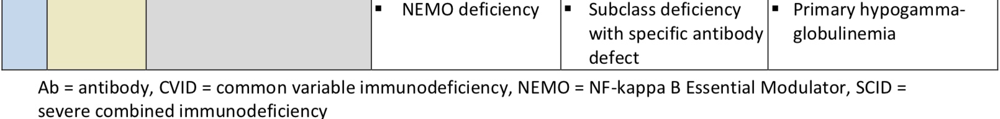 ▪ NEMO deficiency
▪ Subclass deficiency
with specific antibody
defect
▪ Primary hypogamma-
globulinemia
Ab = antibody, CVID = common variable immunodeficiency, NEMO = NF-kappa B Essential Modulator, SCID =
severe combined immunodeficiency